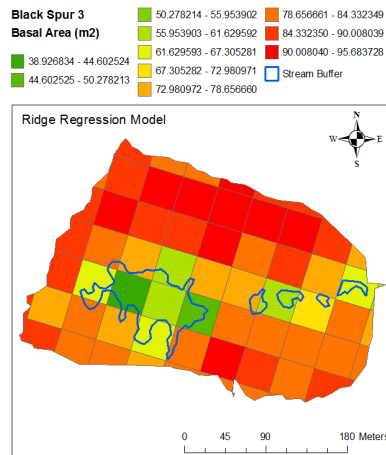 Black Spur 3
Basal Area (m2)
38.926834 - 44.602524
44.602525 - 50.278213
50.278214 - 55.953902
55.953903 - 61.629592
61.629593 - 67.305281
67.305282 - 72.980971
72.980972 - 78.656660
78.656661 - 84.332349
84.332350 - 90.008039
90.008040 - 95.683728
Stream Buffer
Ridge Regression Model
N
W
E
S
0 45 90 180 Meters